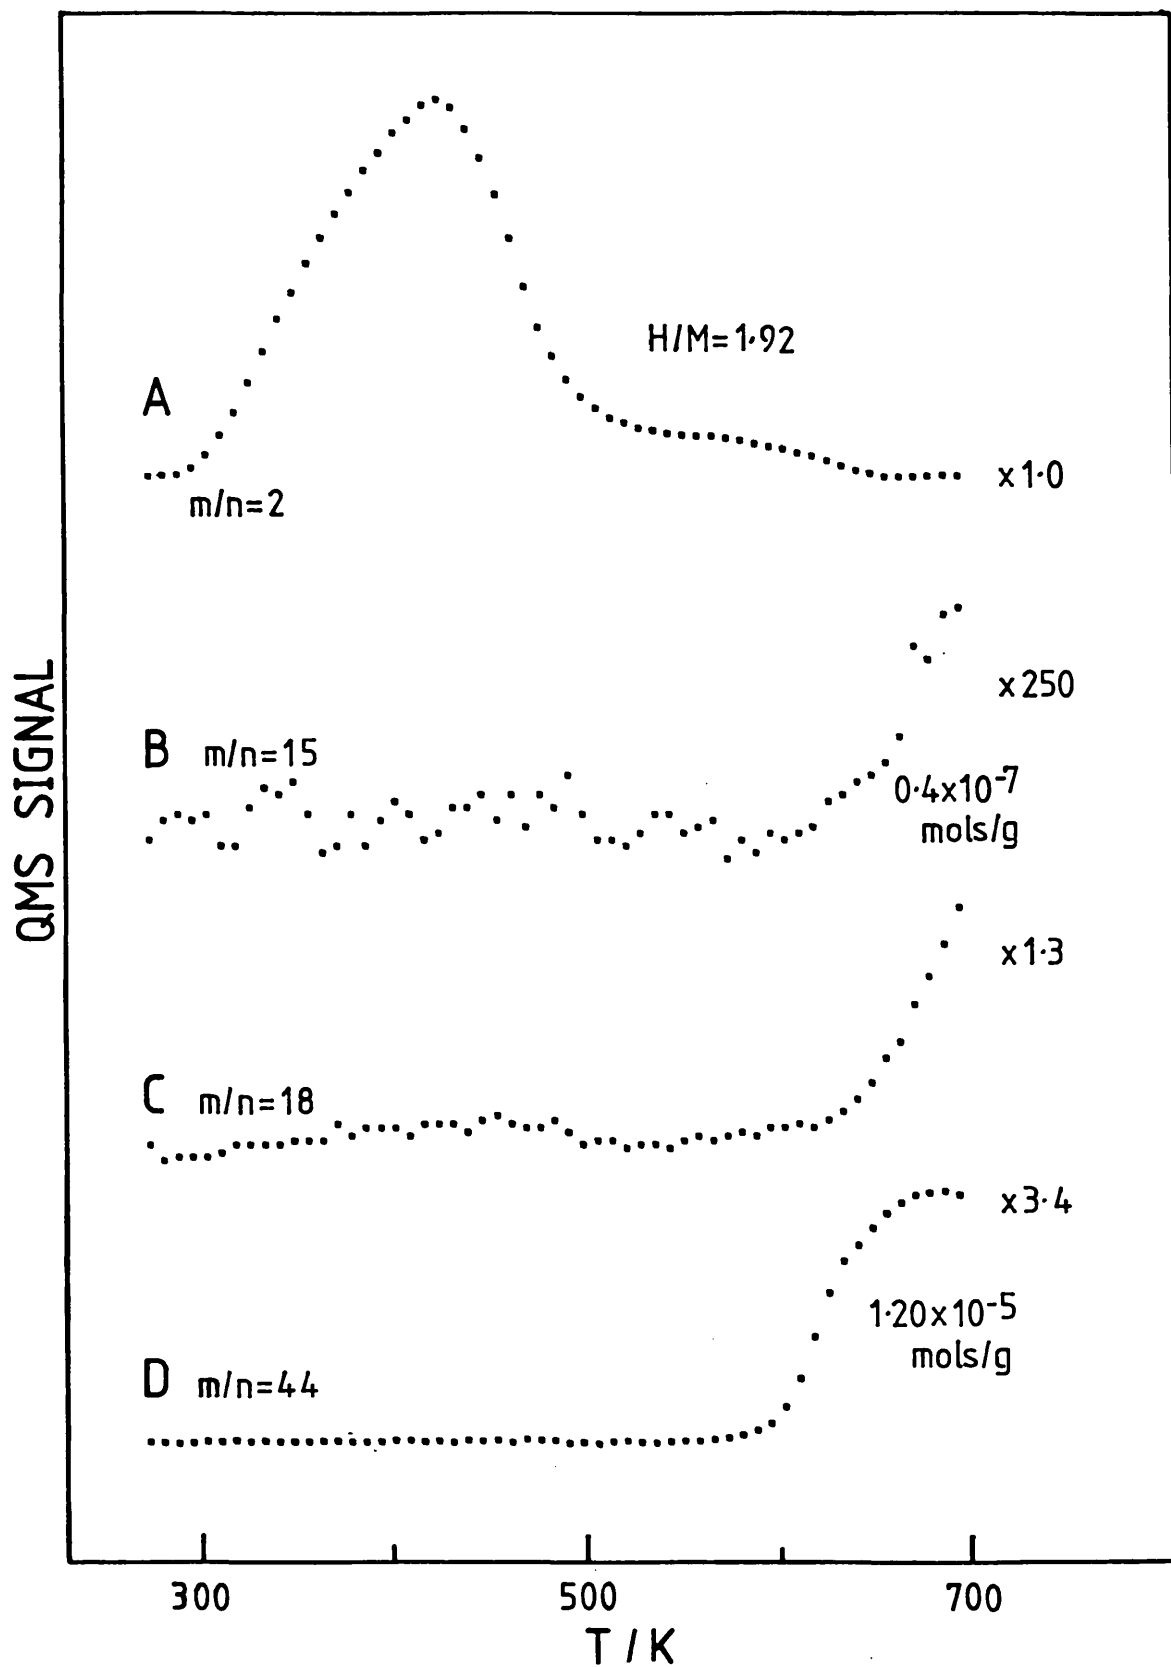 H/M=1·92
A
m/n=2
x1·0
x250
B m/n=15
0·4x10⁻⁷
mols/g
x1·3
C m/n=18
x3·4
1·20x10⁻⁵
mols/g
D m/n=44
QMS SIGNAL
300 500 700
T / K